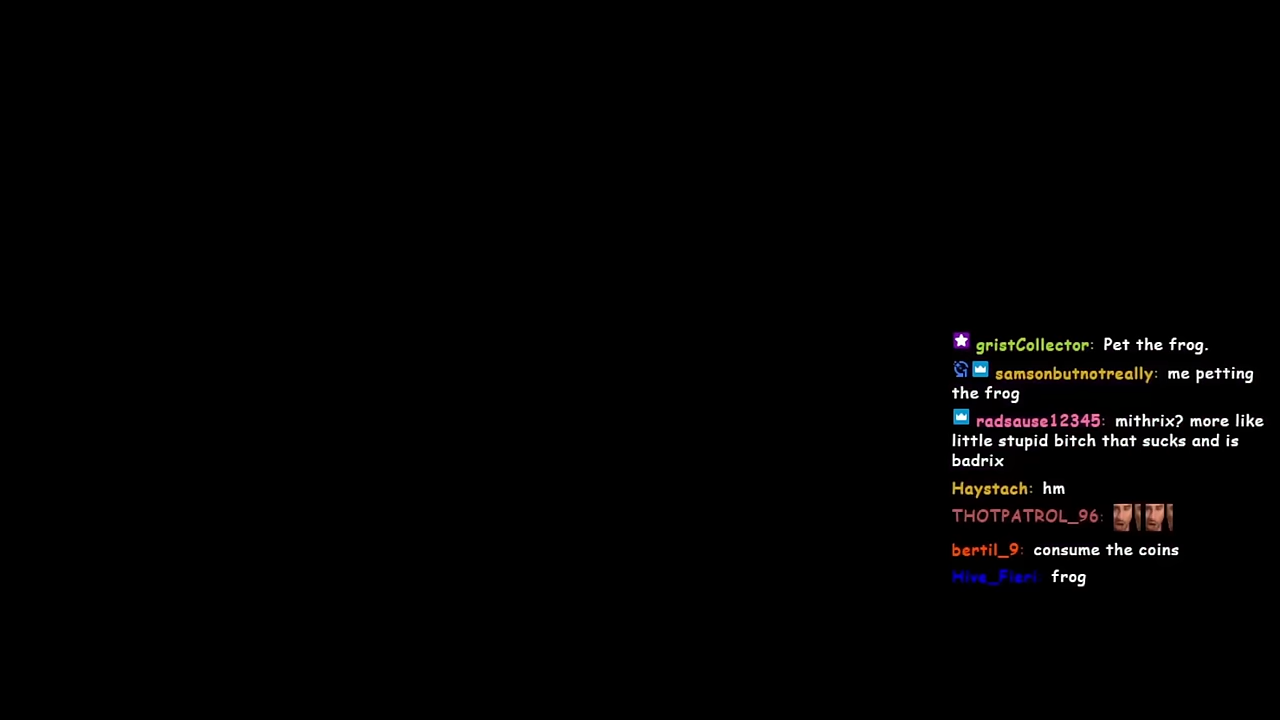 gristCollector: Pet the frog.
samsonbutnotreally: me petting
the frog
radsause12345: mithrix? more like
little stupid bitch that sucks and is
badrix
Haystach: hm
THOTPATROL_96:
bertil_9: consume the coins
Hive_Fieri: frog